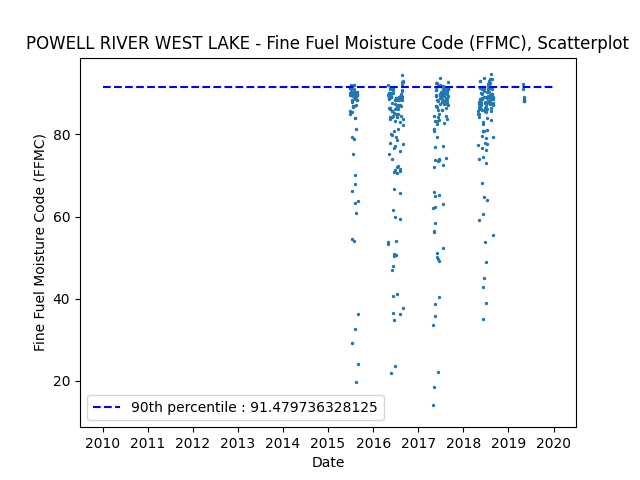 POWELL RIVER WEST LAKE - Fine Fuel Moisture Code (FFMC), Scatterplot
Fine Fuel Moisture Code (FFMC)
80
60
40
20
90th percentile : 91.479736328125
2010 2011 2012 2013 2014 2015 2016 2017 2018 2019 2020
Date